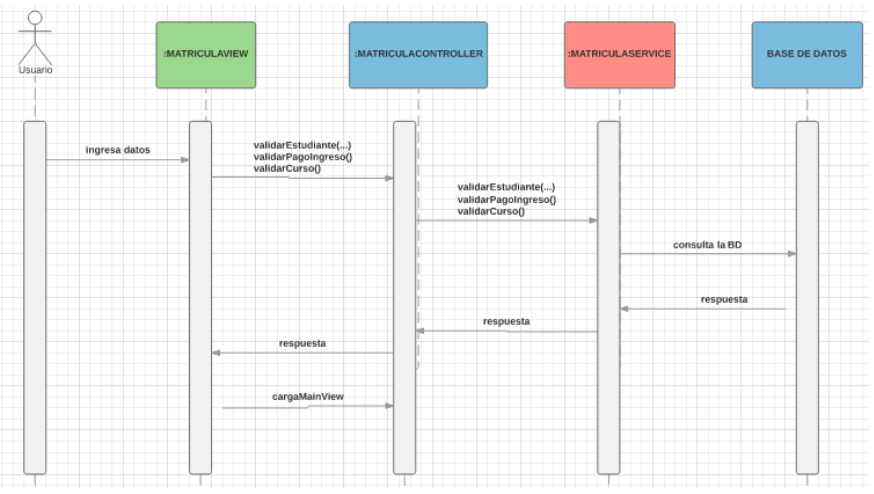 :MATRICULAVIEW
:MATRICULACONTROLLER
:MATRICULASERVICE
BASE DE DATOS
Usuario
ingresa datos
validarEstudiante(...)
validarPagoIngreso()
validarCurso()
validarEstudiante(...)
validarPagoIngreso()
validarCurso()
consulta la BD
respuesta
respuesta
respuesta
cargaMainView